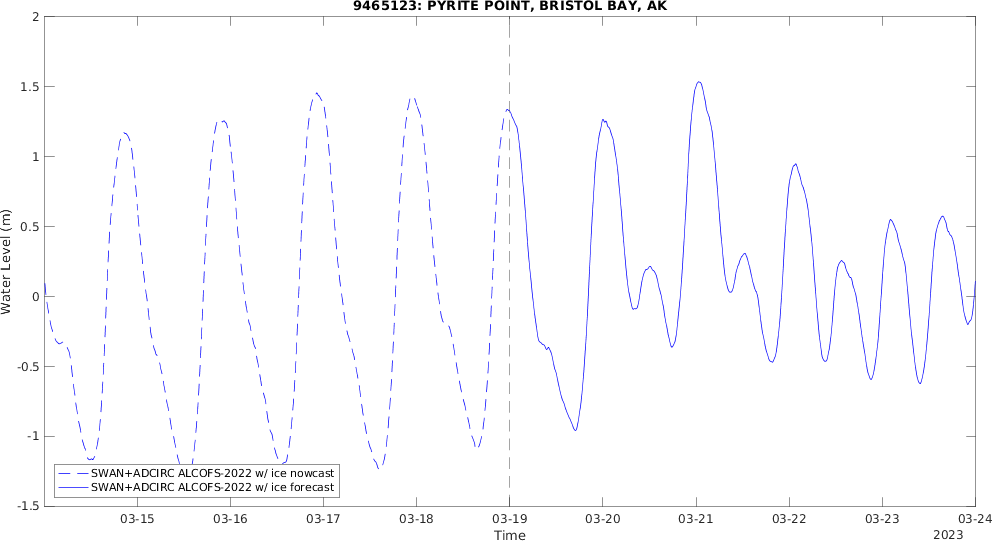 9465123: PYRITE POINT, BRISTOL BAY, AK
2
1.5
1
0.5
0
-0.5
-1
-1.5
Water Level (m)
SWAN+ADCIRC ALCOFS-2022 w/ ice nowcast
SWAN+ADCIRC ALCOFS-2022 w/ ice forecast
03-15 03-16 03-17 03-18 03-19 03-20 03-21 03-22 03-23 03-24
Time
2023